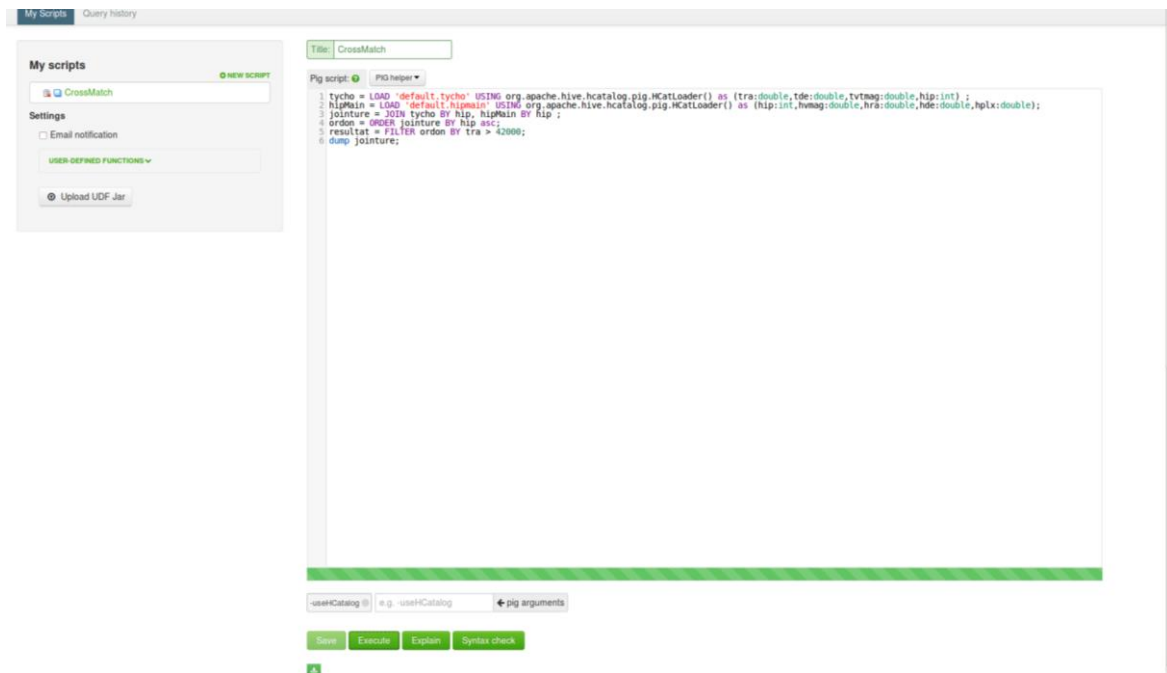 My Scripts Query history
My scripts
NEW SCRIPT
CrossMatch
Settings
Email notification
USER-DEFINED FUNCTIONS
Upload UDF Jar
Title: CrossMatch
Pig script: PIG helper
1 tycho = LOAD 'default.tycho' USING org.apache.hive.hcatalog.pig.HCatLoader() as (tra:double,tde:double,tvtmag:double,hip:int) ;
2 hipMain = LOAD 'default.hipmain' USING org.apache.hive.hcatalog.pig.HCatLoader() as (hip:int,hvmag:double,hra:double,hde:double,hplx:double);
3 jointure = JOIN tycho BY hip, hipMain BY hip ;
4 ordon = ORDER jointure BY hip asc;
5 resultat = FILTER ordon BY tra > 42000;
6 dump jointure;
-useHCatalog e.g. -useHCatalog pig arguments
Save Execute Explain Syntax check